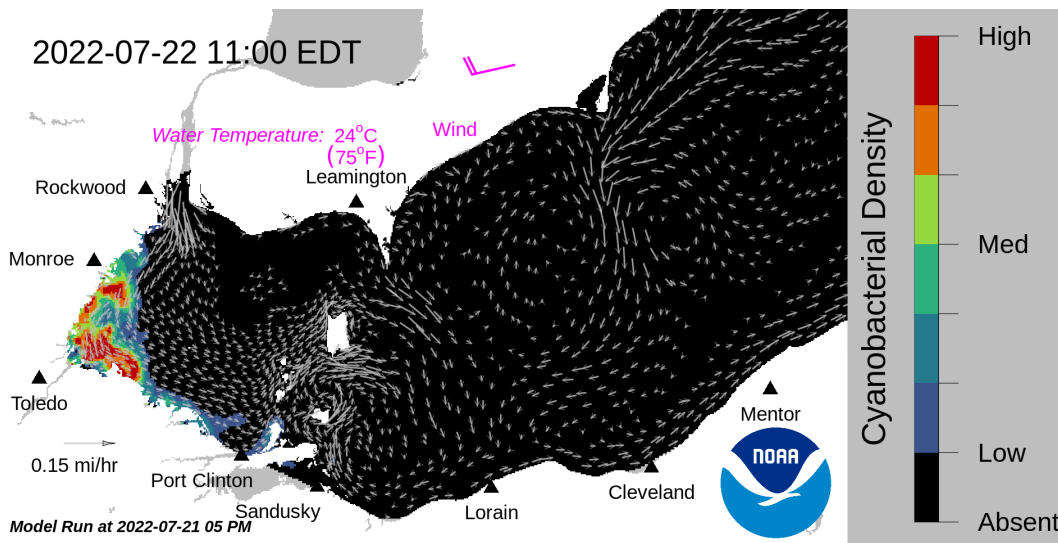 2022-07-22 11:00 EDT
High
Wind
Water Temperature: 24°C
(75°F)
Leamington
Rockwood
Cyanobacterial Density
Med
Monroe
Toledo
Mentor
0.15 mi/hr
NOAA
Low
Port Clinton
Cleveland
Sandusky
Lorain
Model Run at 2022-07-21 05 PM
Absent